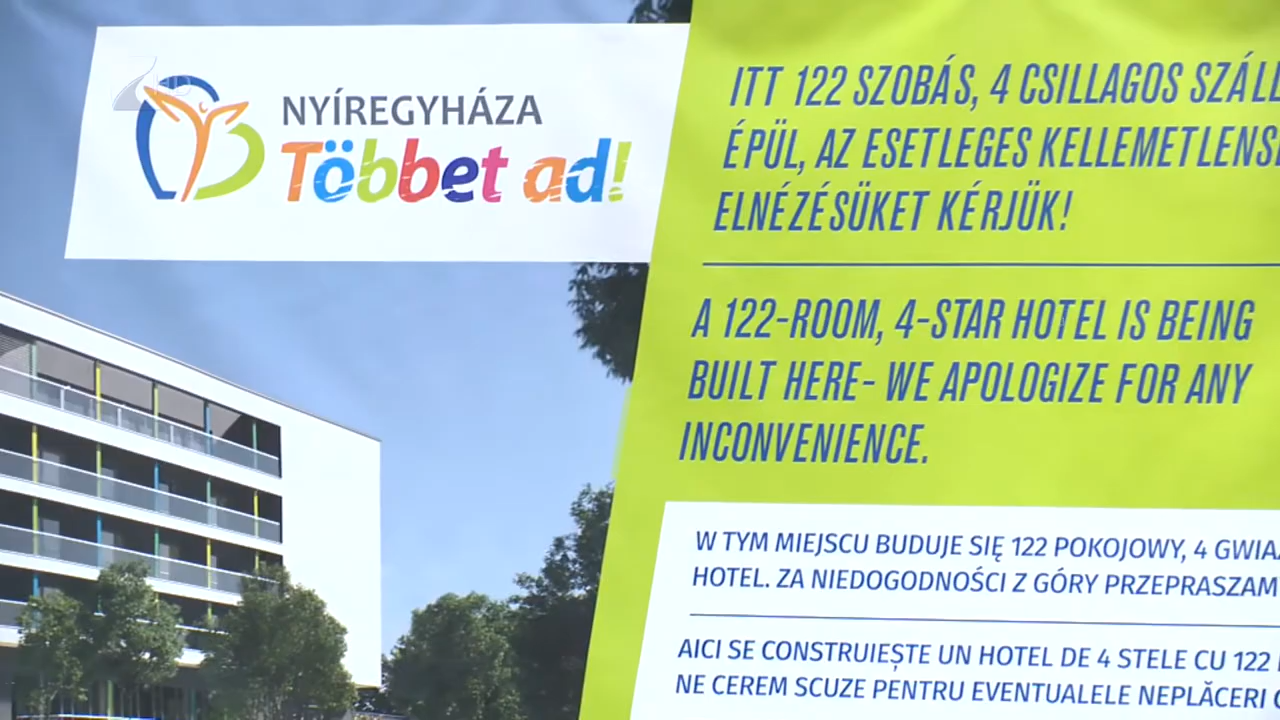 NYÍREGYHÁZA
Többet ad!
ITT 122 SZOBÁS, 4 CSILLAGOS
ÉPÜL, AZ ESETLEGES
ELNÉZÉSÜKET KÉRJÜK!
A 122-ROOM, 4-STAR HOTEL IS BEING
BUILT HERE- WE APOLOGIZE FOR ANY
INCONVENIENCE.
W TYM MIEJSCU BUDUJE SIĘ 122 POKOJOWY, 4
HOTEL. ZA NIEDOGODNOŚCI Z GÓRY PRZEPRASZAM
AICI SE CONSTRUIEȘTE UN HOTEL DE 4 STELE CU 122
NE CEREM SCUZE PENTRU EVENTUALELE NEPLĂCERI